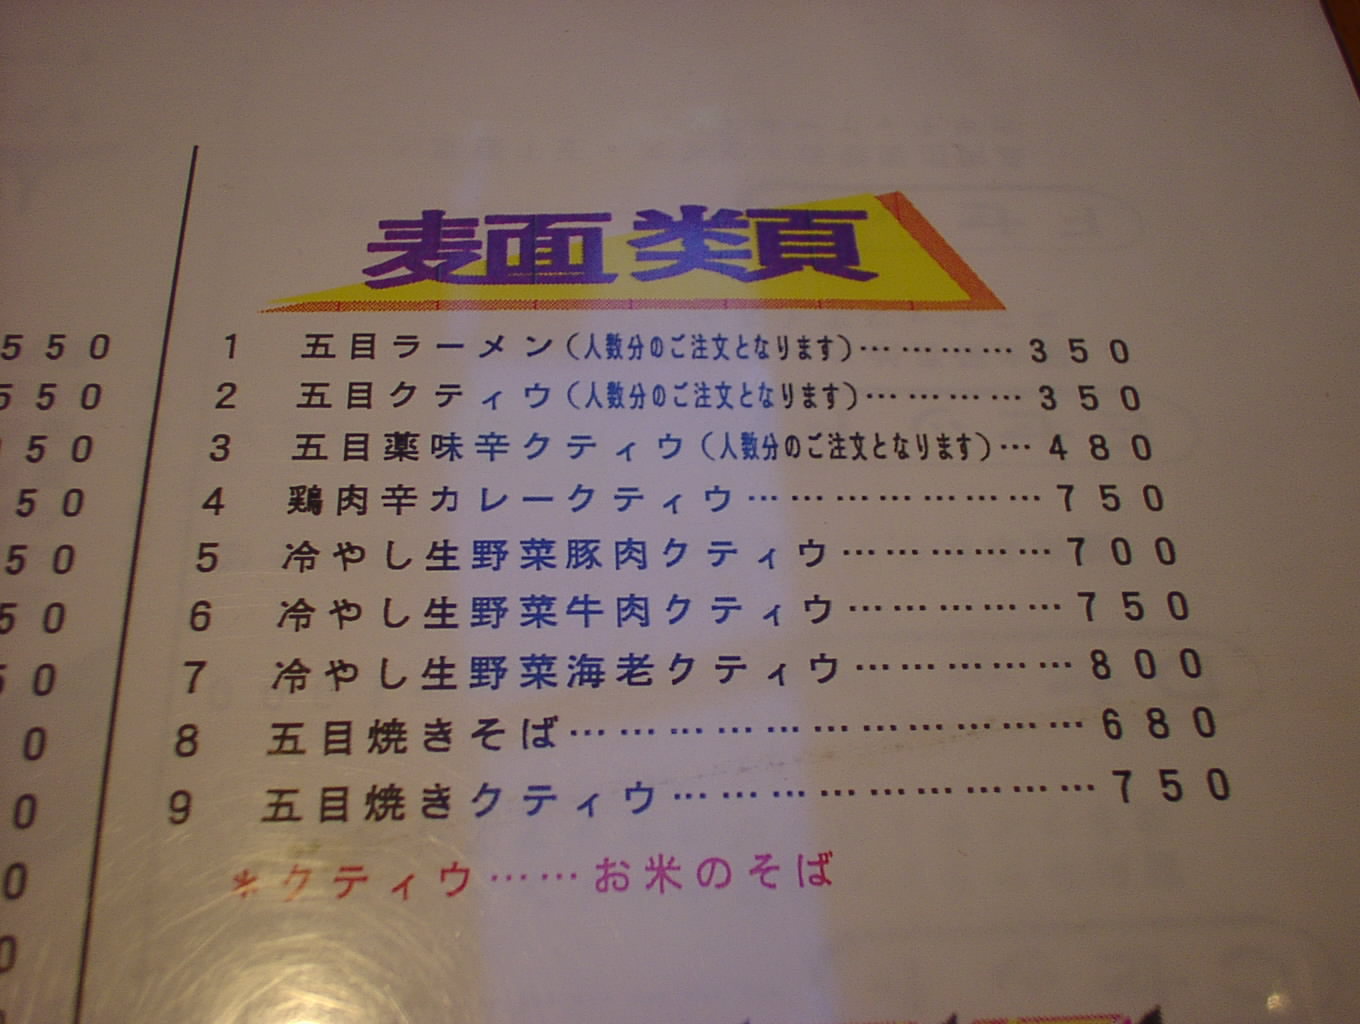 麺類
1 五目ラーメン(人数分のご注文となります)………… 350
2 五目クティウ(人数分のご注文となります)………… 350
3 五目薬味辛クティウ(人数分のご注文となります)… 480
4 鶏肉辛カレークティウ………………… 750
5 冷やし生野菜豚肉クティウ…………… 700
6 冷やし生野菜牛肉クティウ…………… 750
7 冷やし生野菜海老クティウ…………… 800
8 五目焼きそば……………………………… 680
9 五目焼きクティウ………………………… 750
*クティウ……お米のそば
550
550
50
50
50
50
50
0
0
0
0